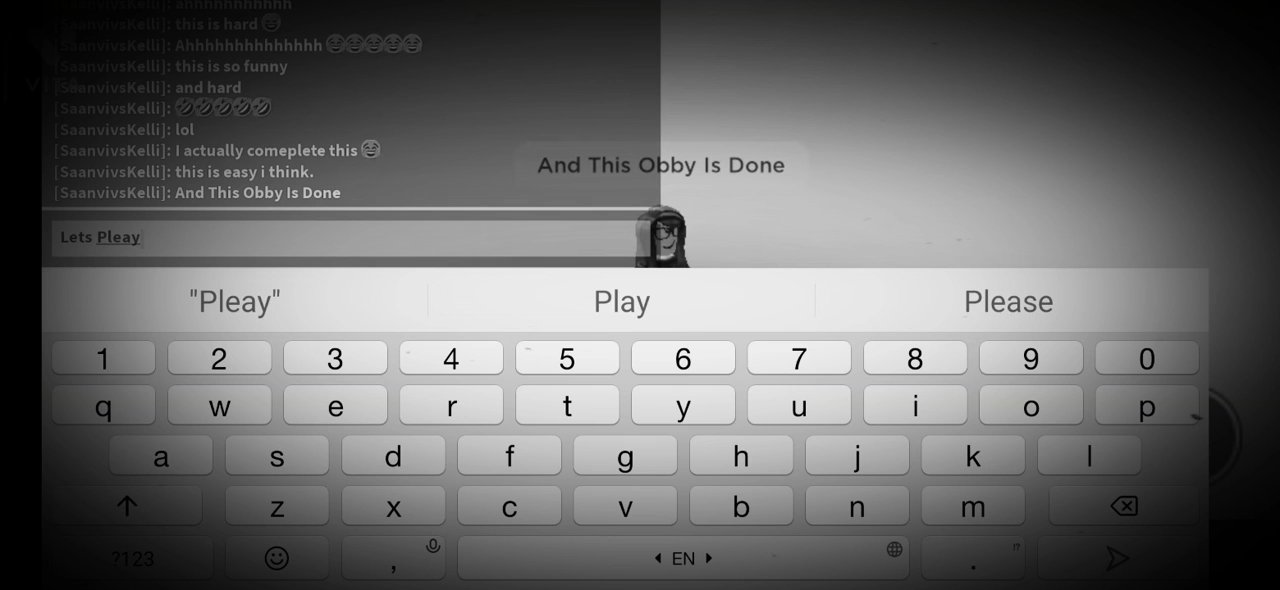 ahhhhhhhhhhhh
this is hard 😅
[SaanvivsKelli]: Ahhhhhhhhhhhhhhh 😅😅😅😅😅
[SaanvivsKelli]: this is so funny
[SaanvivsKelli]: and hard
[SaanvivsKelli]: 🤣🤣🤣🤣🤣
[SaanvivsKelli]: lol
[SaanvivsKelli]: I actually comeplete this 😅
[SaanvivsKelli]: this is easy i think.
[SaanvivsKelli]: And This Obby Is Done
And This Obby Is Done
Lets Pleay
"Pleay" Play Please
1 2 3 4 5 6 7 8 9 0
q w e r t y u i o p
a s d f g h j k l
z x c v b n m
?123 , EN . !?